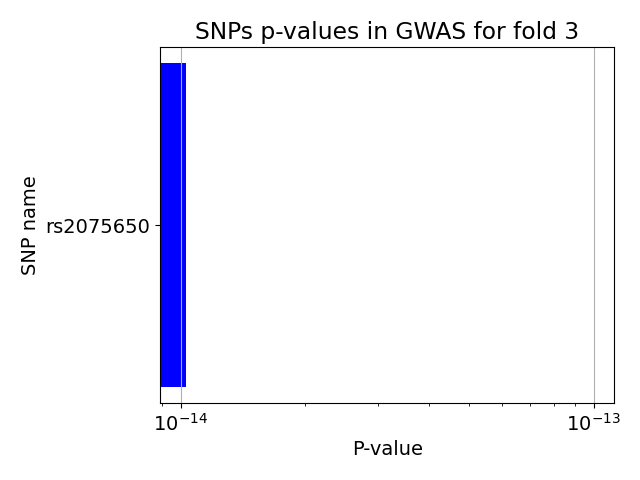 SNPs p-values in GWAS for fold 3
SNP name
rs2075650
10⁻¹⁴
10⁻¹³
P-value